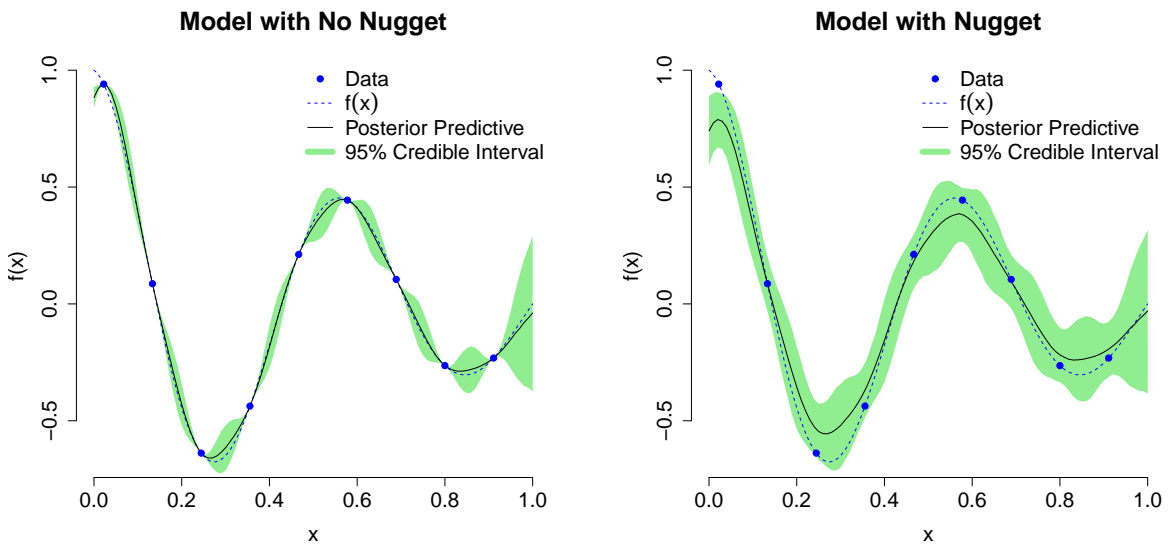 Model with No Nugget
Data
f(x)
Posterior Predictive
95% Credible Interval
1.0
0.5
0.0
−0.5
f(x)
0.0 0.2 0.4 0.6 0.8 1.0
x
Model with Nugget
Data
f(x)
Posterior Predictive
95% Credible Interval
1.0
0.5
0.0
−0.5
f(x)
0.0 0.2 0.4 0.6 0.8 1.0
x